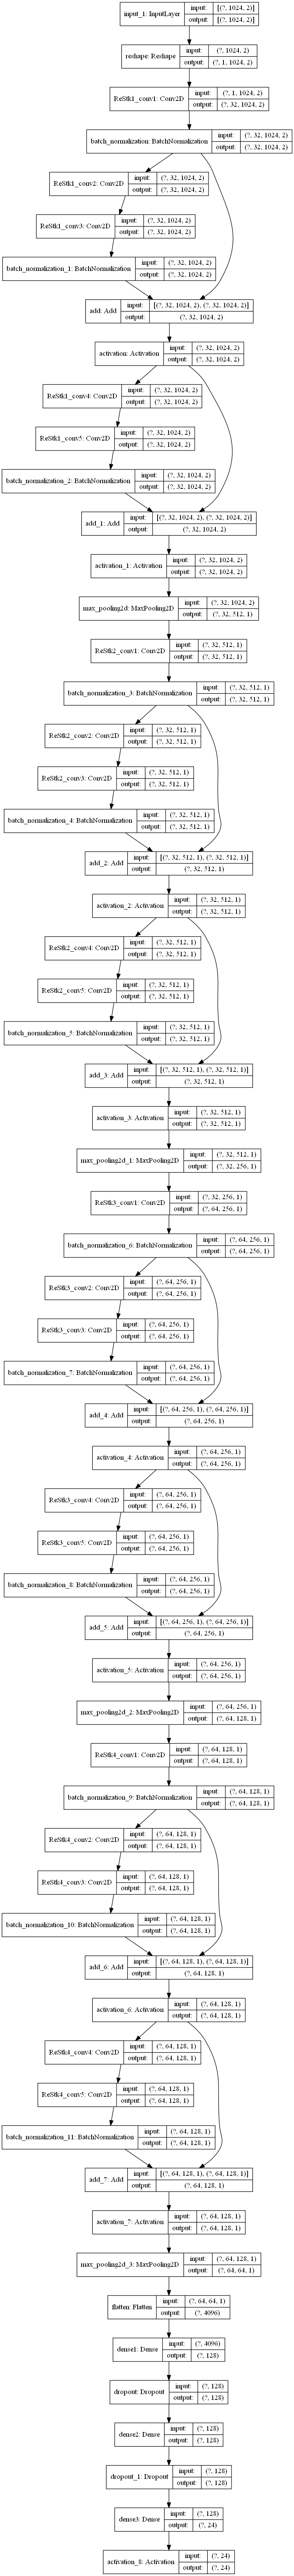 input_1: InputLayer
input: [(?, 1024, 2)]
output: [(?, 1024, 2)]
reshape: Reshape
input: (?, 1024, 2)
output: (?, 1, 1024, 2)
ReStk1_conv1: Conv2D
input: (?, 1, 1024, 2)
output: (?, 32, 1024, 2)
batch_normalization: BatchNormalization
input: (?, 32, 1024, 2)
output: (?, 32, 1024, 2)
ReStk1_conv2: Conv2D
input: (?, 32, 1024, 2)
output: (?, 32, 1024, 2)
ReStk1_conv3: Conv2D
input: (?, 32, 1024, 2)
output: (?, 32, 1024, 2)
batch_normalization_1: BatchNormalization
input: (?, 32, 1024, 2)
output: (?, 32, 1024, 2)
add: Add
input: [(?, 32, 1024, 2), (?, 32, 1024, 2)]
output: (?, 32, 1024, 2)
activation: Activation
input: (?, 32, 1024, 2)
output: (?, 32, 1024, 2)
ReStk1_conv4: Conv2D
input: (?, 32, 1024, 2)
output: (?, 32, 1024, 2)
ReStk1_conv5: Conv2D
input: (?, 32, 1024, 2)
output: (?, 32, 1024, 2)
batch_normalization_2: BatchNormalization
input: (?, 32, 1024, 2)
output: (?, 32, 1024, 2)
add_1: Add
input: [(?, 32, 1024, 2), (?, 32, 1024, 2)]
output: (?, 32, 1024, 2)
activation_1: Activation
input: (?, 32, 1024, 2)
output: (?, 32, 1024, 2)
max_pooling2d: MaxPooling2D
input: (?, 32, 1024, 2)
output: (?, 32, 512, 1)
ReStk2_conv1: Conv2D
input: (?, 32, 512, 1)
output: (?, 32, 512, 1)
batch_normalization_3: BatchNormalization
input: (?, 32, 512, 1)
output: (?, 32, 512, 1)
ReStk2_conv2: Conv2D
input: (?, 32, 512, 1)
output: (?, 32, 512, 1)
ReStk2_conv3: Conv2D
input: (?, 32, 512, 1)
output: (?, 32, 512, 1)
batch_normalization_4: BatchNormalization
input: (?, 32, 512, 1)
output: (?, 32, 512, 1)
add_2: Add
input: [(?, 32, 512, 1), (?, 32, 512, 1)]
output: (?, 32, 512, 1)
activation_2: Activation
input: (?, 32, 512, 1)
output: (?, 32, 512, 1)
ReStk2_conv4: Conv2D
input: (?, 32, 512, 1)
output: (?, 32, 512, 1)
ReStk2_conv5: Conv2D
input: (?, 32, 512, 1)
output: (?, 32, 512, 1)
batch_normalization_5: BatchNormalization
input: (?, 32, 512, 1)
output: (?, 32, 512, 1)
add_3: Add
input: [(?, 32, 512, 1), (?, 32, 512, 1)]
output: (?, 32, 512, 1)
activation_3: Activation
input: (?, 32, 512, 1)
output: (?, 32, 512, 1)
max_pooling2d_1: MaxPooling2D
input: (?, 32, 512, 1)
output: (?, 32, 256, 1)
ReStk3_conv1: Conv2D
input: (?, 32, 256, 1)
output: (?, 64, 256, 1)
batch_normalization_6: BatchNormalization
input: (?, 64, 256, 1)
output: (?, 64, 256, 1)
ReStk3_conv2: Conv2D
input: (?, 64, 256, 1)
output: (?, 64, 256, 1)
ReStk3_conv3: Conv2D
input: (?, 64, 256, 1)
output: (?, 64, 256, 1)
batch_normalization_7: BatchNormalization
input: (?, 64, 256, 1)
output: (?, 64, 256, 1)
add_4: Add
input: [(?, 64, 256, 1), (?, 64, 256, 1)]
output: (?, 64, 256, 1)
activation_4: Activation
input: (?, 64, 256, 1)
output: (?, 64, 256, 1)
ReStk3_conv4: Conv2D
input: (?, 64, 256, 1)
output: (?, 64, 256, 1)
ReStk3_conv5: Conv2D
input: (?, 64, 256, 1)
output: (?, 64, 256, 1)
batch_normalization_8: BatchNormalization
input: (?, 64, 256, 1)
output: (?, 64, 256, 1)
add_5: Add
input: [(?, 64, 256, 1), (?, 64, 256, 1)]
output: (?, 64, 256, 1)
activation_5: Activation
input: (?, 64, 256, 1)
output: (?, 64, 256, 1)
max_pooling2d_2: MaxPooling2D
input: (?, 64, 256, 1)
output: (?, 64, 128, 1)
ReStk4_conv1: Conv2D
input: (?, 64, 128, 1)
output: (?, 64, 128, 1)
batch_normalization_9: BatchNormalization
input: (?, 64, 128, 1)
output: (?, 64, 128, 1)
ReStk4_conv2: Conv2D
input: (?, 64, 128, 1)
output: (?, 64, 128, 1)
ReStk4_conv3: Conv2D
input: (?, 64, 128, 1)
output: (?, 64, 128, 1)
batch_normalization_10: BatchNormalization
input: (?, 64, 128, 1)
output: (?, 64, 128, 1)
add_6: Add
input: [(?, 64, 128, 1), (?, 64, 128, 1)]
output: (?, 64, 128, 1)
activation_6: Activation
input: (?, 64, 128, 1)
output: (?, 64, 128, 1)
ReStk4_conv4: Conv2D
input: (?, 64, 128, 1)
output: (?, 64, 128, 1)
ReStk4_conv5: Conv2D
input: (?, 64, 128, 1)
output: (?, 64, 128, 1)
batch_normalization_11: BatchNormalization
input: (?, 64, 128, 1)
output: (?, 64, 128, 1)
add_7: Add
input: [(?, 64, 128, 1), (?, 64, 128, 1)]
output: (?, 64, 128, 1)
activation_7: Activation
input: (?, 64, 128, 1)
output: (?, 64, 128, 1)
max_pooling2d_3: MaxPooling2D
input: (?, 64, 128, 1)
output: (?, 64, 64, 1)
flatten: Flatten
input: (?, 64, 64, 1)
output: (?, 4096)
dense1: Dense
input: (?, 4096)
output: (?, 128)
dropout: Dropout
input: (?, 128)
output: (?, 128)
dense2: Dense
input: (?, 128)
output: (?, 128)
dropout_1: Dropout
input: (?, 128)
output: (?, 128)
dense3: Dense
input: (?, 128)
output: (?, 24)
activation_8: Activation
input: (?, 24)
output: (?, 24)